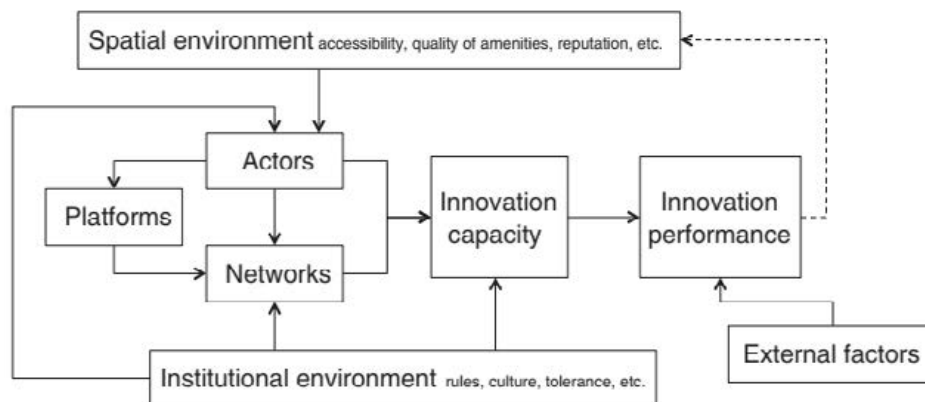 Spatial environment accessibility, quality of amenities, reputation, etc.
Actors
Platforms
Networks
Innovation
capacity
Innovation
performance
External factors
Institutional environment rules, culture, tolerance, etc.